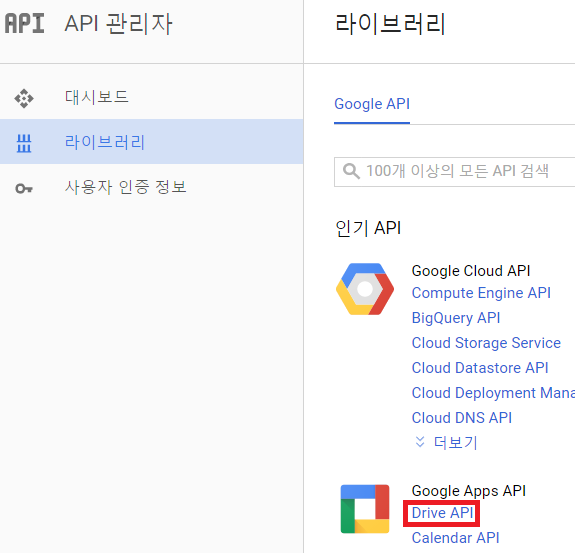 API API 관리자
대시보드
라이브러리
사용자 인증 정보
라이브러리
Google API
100개 이상의 모든 API 검색
인기 API
Google Cloud API
Compute Engine API
BigQuery API
Cloud Storage Service
Cloud Datastore API
Cloud Deployment Mana
Cloud DNS API
더보기
Google Apps API
Drive API
Calendar API